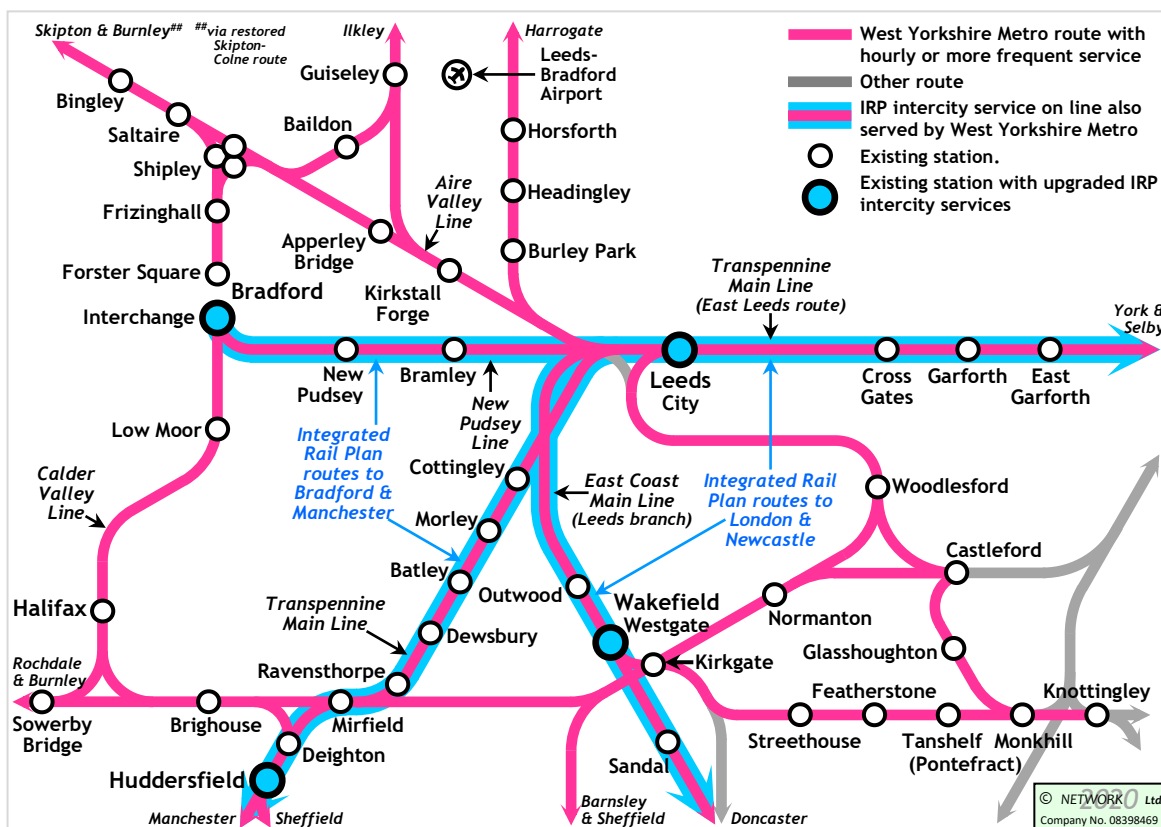 Skipton & Burnley##
##via restored
Skipton-
Colne route
Ilkley
Harrogate
Guiseley
Leeds-
Bradford
Airport
West Yorkshire Metro route with
hourly or more frequent service
Other route
IRP intercity service on line also
served by West Yorkshire Metro
Existing station.
Existing station with upgraded IRP
intercity services
Bingley
Saltaire
Baildon
Horsforth
Shipley
Headingley
Frizinghall
Aire
Valley
Line
Apperley
Bridge
Burley Park
Forster Square
Kirkstall
Forge
Transpennine
Main Line
(East Leeds route)
Bradford
Interchange
York &
Selby
New
Pudsey
Bramley
New
Pudsey
Line
Leeds
City
Cross
Gates
Garforth
East
Garforth
Low Moor
Integrated
Rail Plan
routes to
Bradford &
Manchester
Cottingley
East Coast
Main Line
(Leeds branch)
Integrated Rail
Plan routes to
London &
Newcastle
Woodlesford
Calder
Valley
Line
Morley
Castleford
Batley
Outwood
Halifax
Transpennine
Main Line
Dewsbury
Wakefield
Westgate
Normanton
Kirkgate
Glasshoughton
Rochdale
& Burnley
Ravensthorpe
Featherstone
Knottingley
Sowerby
Bridge
Brighouse
Mirfield
Streethouse
Tanshelf
(Pontefract)
Monkhill
Deighton
Sandal
Huddersfield
Manchester
Sheffield
Barnsley
& Sheffield
Doncaster
© NETWORK 2020 Ltd
Company No. 08398469